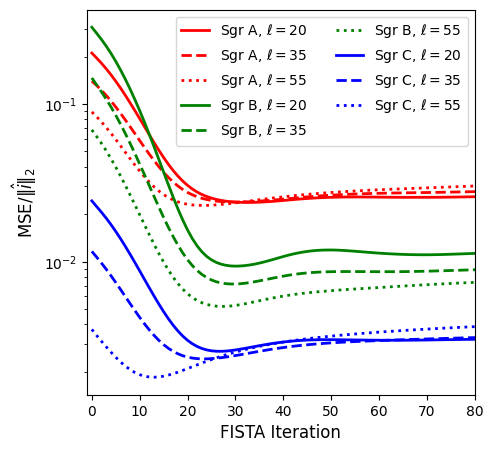 Sgr A, ℓ = 20
Sgr A, ℓ = 35
Sgr A, ℓ = 55
Sgr B, ℓ = 20
Sgr B, ℓ = 35
Sgr B, ℓ = 55
Sgr C, ℓ = 20
Sgr C, ℓ = 35
Sgr C, ℓ = 55
10⁻¹
10⁻²
MSE/‖î‖₂
0 10 20 30 40 50 60 70 80
FISTA Iteration